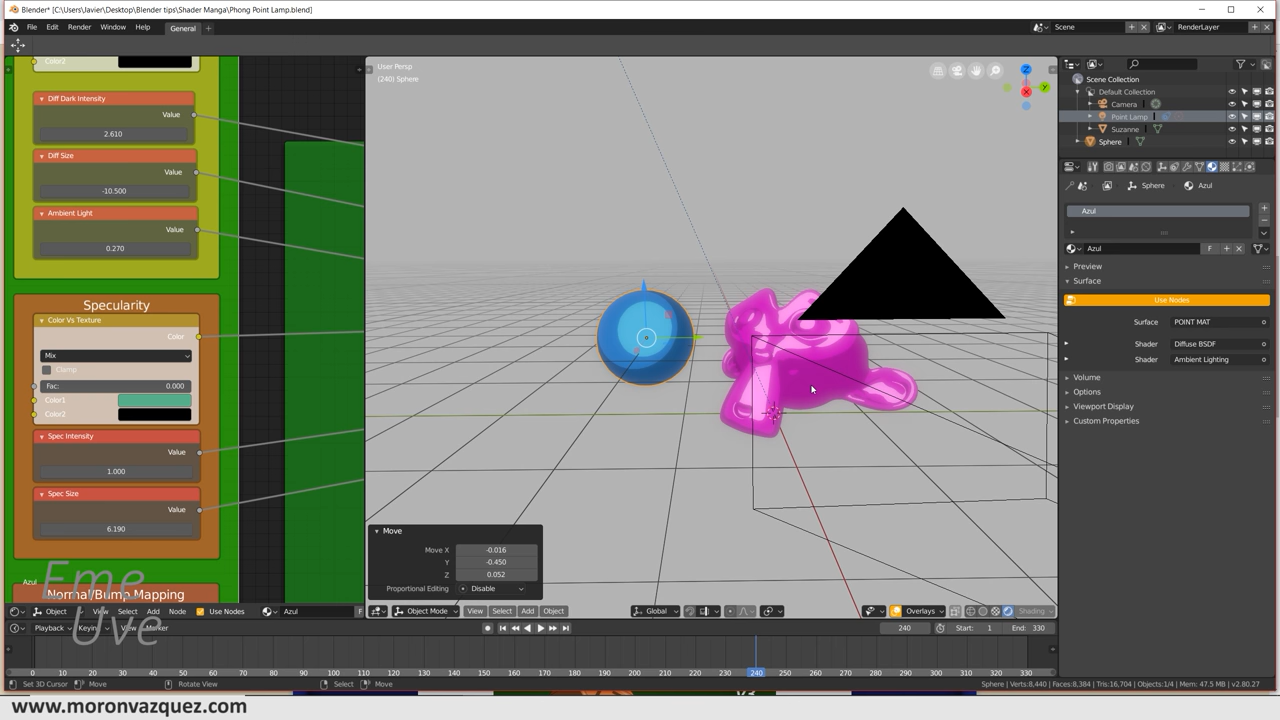 Blender* [C:\Users\Javier\Desktop\Blender tips\Shader Manga\Phong Point Lamp.blend]
File Edit Render Window Help General Scene RenderLayer
Color2
Diff Dark Intensity
Value
2.610
Diff Size
Value
-10.500
Ambient Light
Value
0.270
Specularity
Color Vs Texture
Color
Mix
Clamp
Fac: 0.000
Color1
Color2
Spec Intensity
Value
1.000
Spec Size
Value
6.190
Azul
Normal/Bump Mapping
Eme
Uve
Object View Select Add Node Use Nodes Azul F
User Persp
(240) Sphere
Z
Y
X
Move
Move X -0.016
Y -0.450
Z 0.052
Proportional Editing Disable
Object Mode View Select Add Object Global Overlays Shading
Scene Collection
Default Collection
Camera
Point Lamp
Suzanne
Sphere
Sphere Azul
Azul
Azul F
Preview
Surface
Use Nodes
Surface POINT MAT
Shader Diffuse BSDF
Shader Ambient Lighting
Volume
Options
Viewport Display
Custom Properties
Playback View Marker 240 Start: 1 End: 330
0 10 20 30 40 50 60 70 80 90 100 110 120 130 140 150 160 170 180 190 200 210 220 230 240 250 260 270 280 290 300 310 320 330
Set 3D Cursor Move Rotate View Select Move Sphere | Verts:8,440 | Faces:8,384 | Tris:16,704 | Objects:1/4 | Mem: 47.5 MB | v2.80.27
www.moronvazquez.com